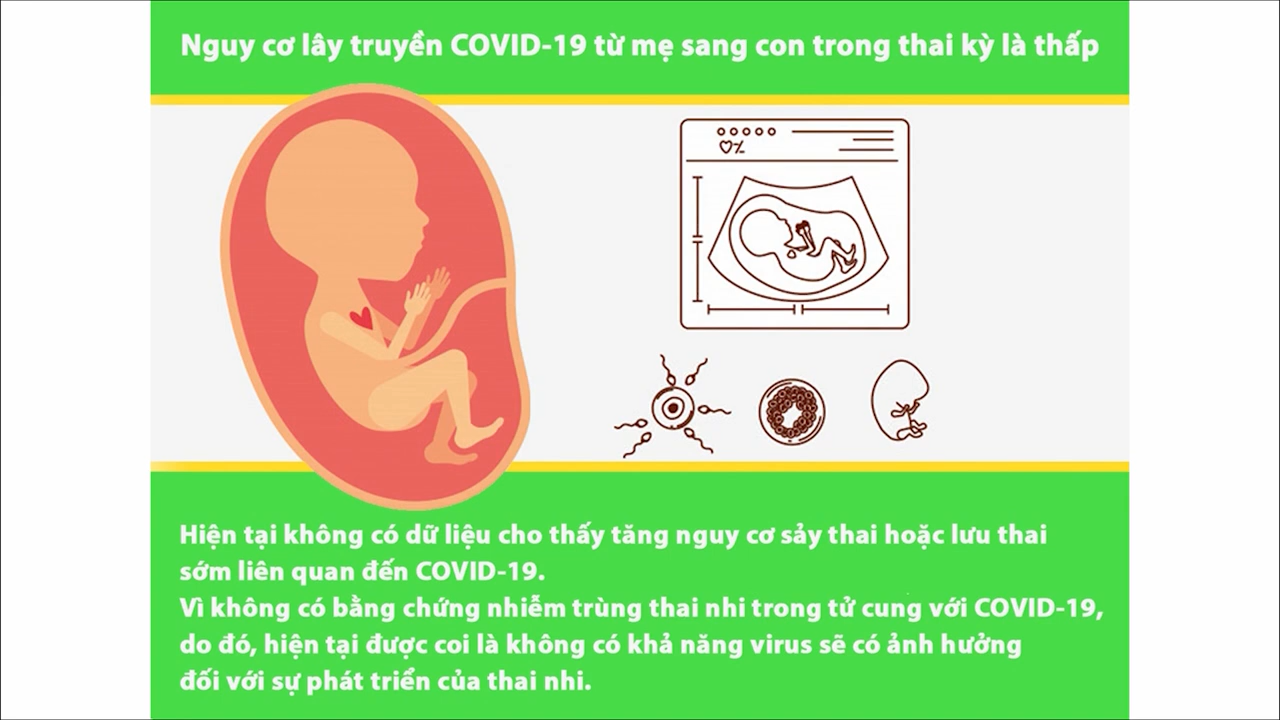 Nguy cơ lây truyền COVID-19 từ mẹ sang con trong thai kỳ là thấp
Hiện tại không có dữ liệu cho thấy tăng nguy cơ sảy thai hoặc lưu thai
sớm liên quan đến COVID-19.
Vì không có bằng chứng nhiễm trùng thai nhi trong tử cung với COVID-19,
do đó, hiện tại được coi là không có khả năng virus sẽ có ảnh hưởng
đối với sự phát triển của thai nhi.